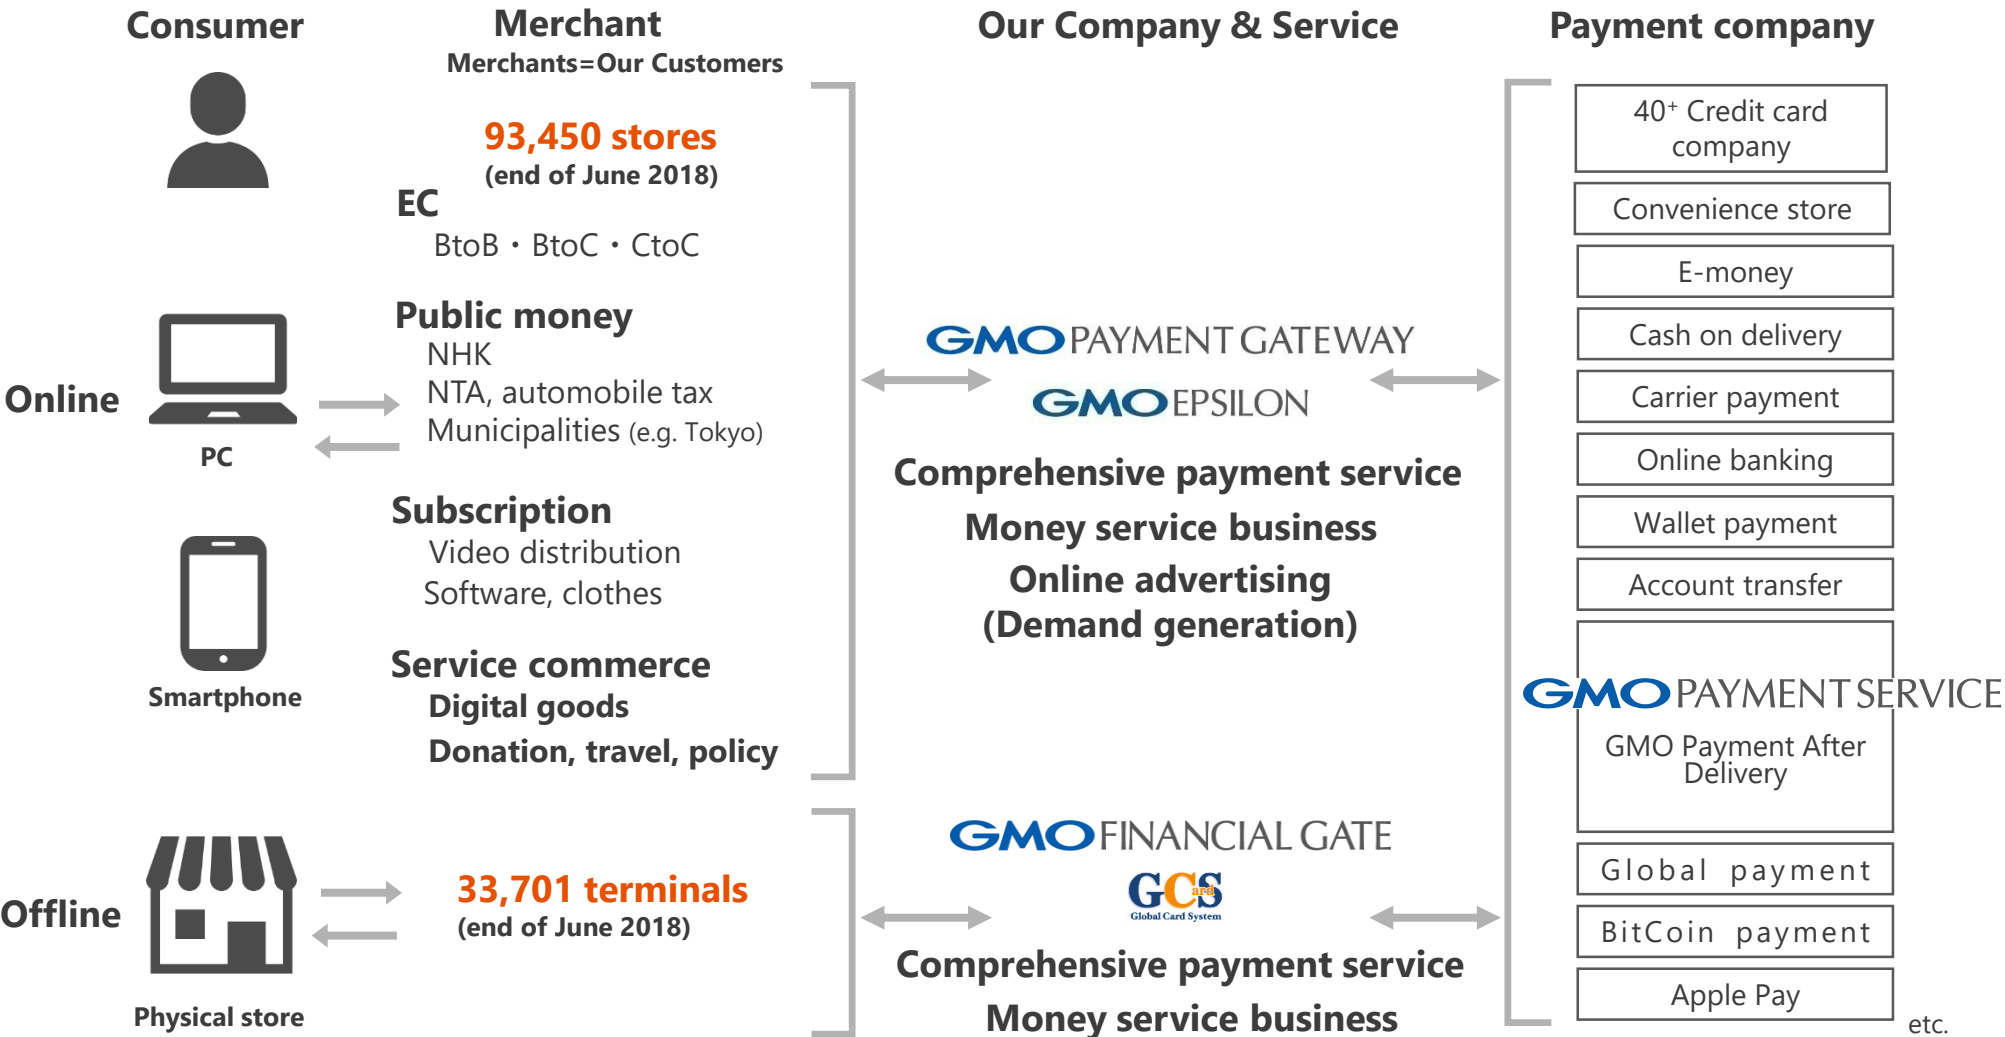 Consumer
Merchant
Merchants=Our Customers
Our Company & Service
Payment company
93,450 stores
(end of June 2018)
EC
BtoB・BtoC・CtoC
Public money
NHK
NTA, automobile tax
Municipalities (e.g. Tokyo)
Subscription
Video distribution
Software, clothes
Service commerce
Digital goods
Donation, travel, policy
Online
PC
Smartphone
GMO PAYMENT GATEWAY
GMO EPSILON
Comprehensive payment service
Money service business
Online advertising
(Demand generation)
40+ Credit card
company
Convenience store
E-money
Cash on delivery
Carrier payment
Online banking
Wallet payment
Account transfer
GMO PAYMENT SERVICE
GMO Payment After
Delivery
Global payment
BitCoin payment
Apple Pay
etc.
Offline
Physical store
33,701 terminals
(end of June 2018)
GMO FINANCIAL GATE
GCardS
Global Card System
Comprehensive payment service
Money service business